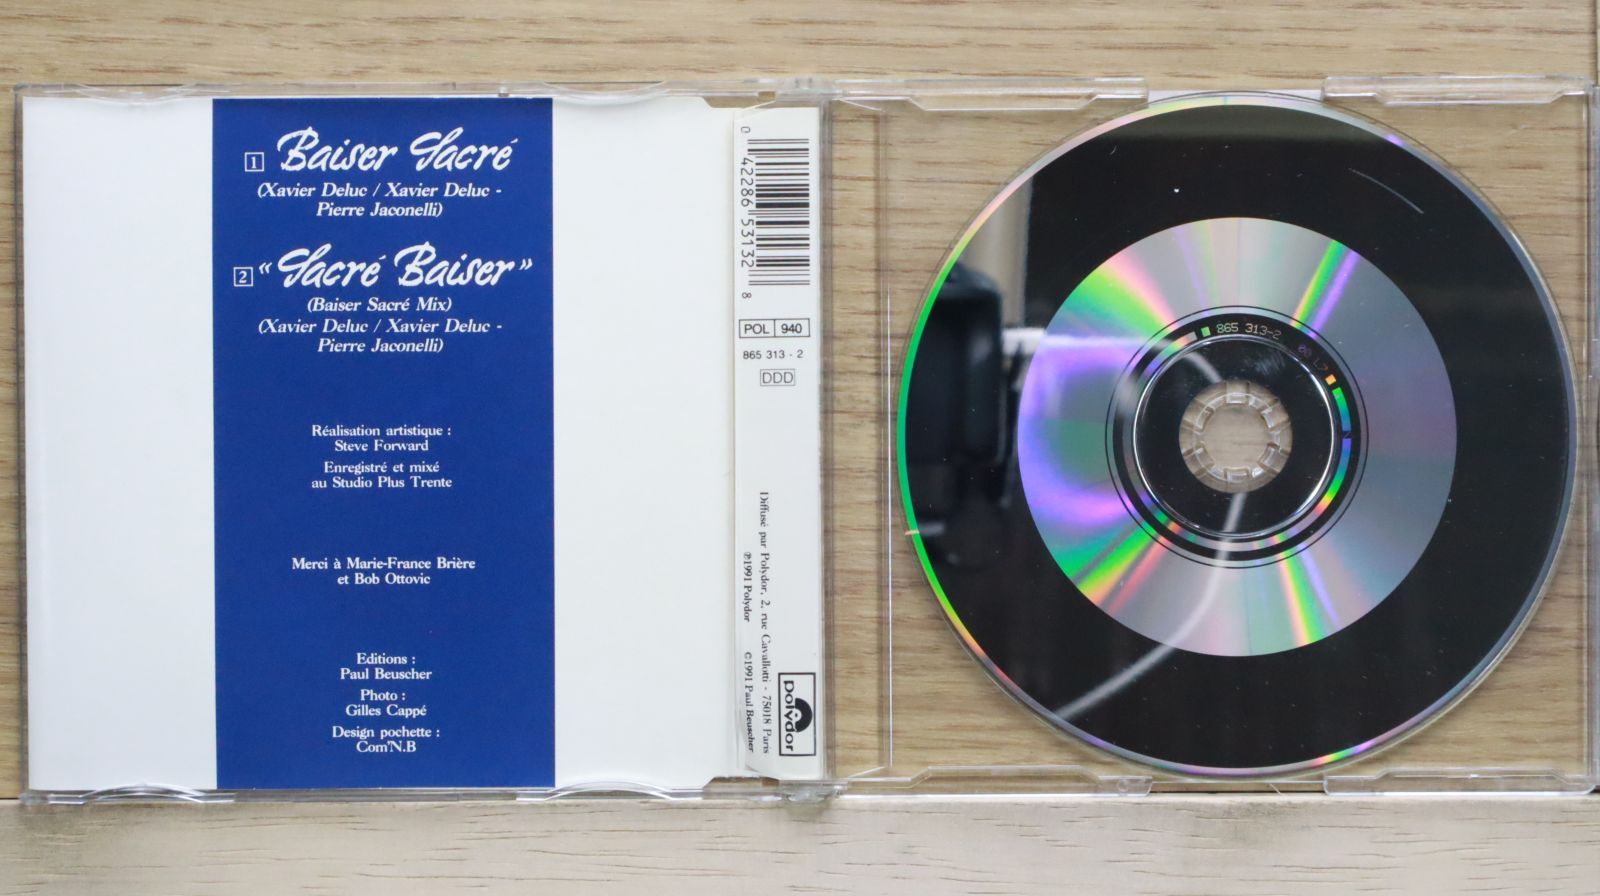 1 Baiser Sacré
(Xavier Deluc / Xavier Deluc -
Pierre Jaconelli)
2 “Sacré Baiser”
(Baiser Sacré Mix)
(Xavier Deluc / Xavier Deluc -
Pierre Jaconelli)
Réalisation artistique :
Steve Forward
Enregistré et mixé
au Studio Plus Trente
Merci à Marie-France Brière
et Bob Ottovic
Editions :
Paul Beuscher
Photo :
Gilles Cappé
Design pochette :
Com'N.B
0 42286 53132 8
POL 940
865 313 - 2
DDD
Diffusé par Polydor, 2, rue Cavallotti - 75018 Paris
℗1991 Polydor ©1991 Paul Beuscher
polydor
865 313-2